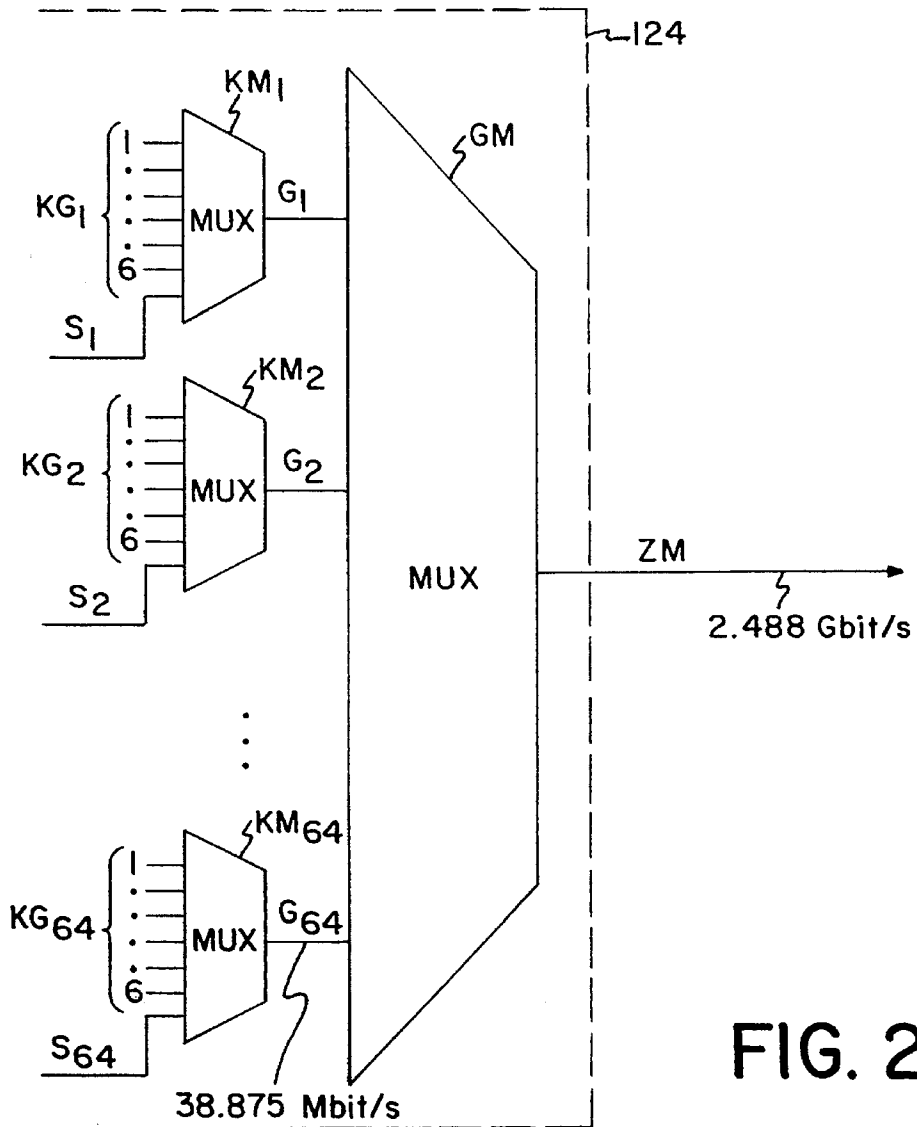 124
KM1
GM
KG1
1
MUX
G1
6
S1
KM2
KG2
1
MUX
G2
6
S2
MUX
ZM
2.488 Gbit/s
KM64
KG64
1
MUX
G64
6
S64
38.875 Mbit/s
FIG. 2